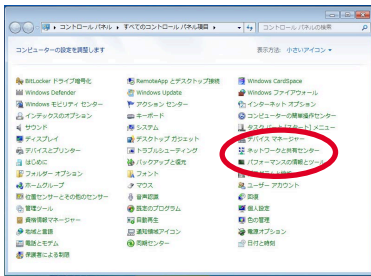 コントロール パネル ▸ すべてのコントロール パネル項目 ▸
コントロール パネルの検索
コンピューターの設定を調整します
表示方法: 小さいアイコン
BitLocker ドライブ暗号化
RemoteApp とデスクトップ接続
Windows CardSpace
Windows Defender
Windows Update
Windows ファイアウォール
Windows モビリティ センター
アクション センター
インターネット オプション
インデックスのオプション
キーボード
コンピューターの簡単操作センター
サウンド
システム
タスク バーと [スタート] メニュー
ディスプレイ
デスクトップ ガジェット
デバイス マネージャー
デバイスとプリンター
トラブルシューティング
ネットワークと共有センター
はじめに
バックアップと復元
パフォーマンスの情報とツール
フォルダー オプション
フォント
ホームグループ
マウス
ユーザー アカウント
位置センサーとその他のセンサー
音声認識
回復
管理ツール
既定のプログラム
個人設定
資格情報マネージャー
自動再生
色の管理
地域と言語
通知領域アイコン
電源オプション
電話とモデム
同期センター
日付と時刻
保護者による制限